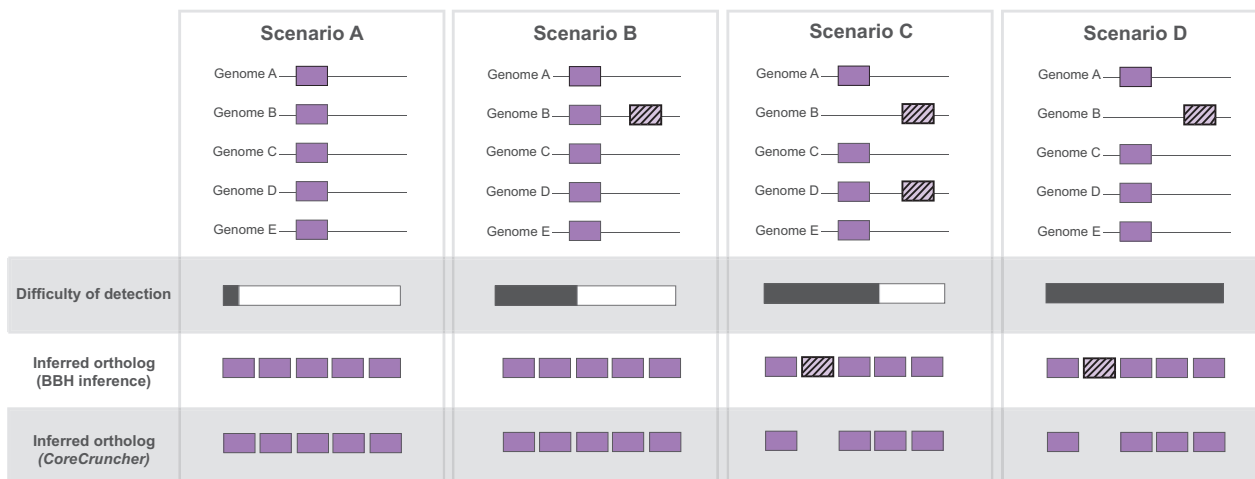 Scenario A
Scenario B
Scenario C
Scenario D
Genome A
Genome B
Genome C
Genome D
Genome E
Genome A
Genome B
Genome C
Genome D
Genome E
Genome A
Genome B
Genome C
Genome D
Genome E
Genome A
Genome B
Genome C
Genome D
Genome E
Difficulty of detection
Inferred ortholog
(BBH inference)
Inferred ortholog
(CoreCruncher)